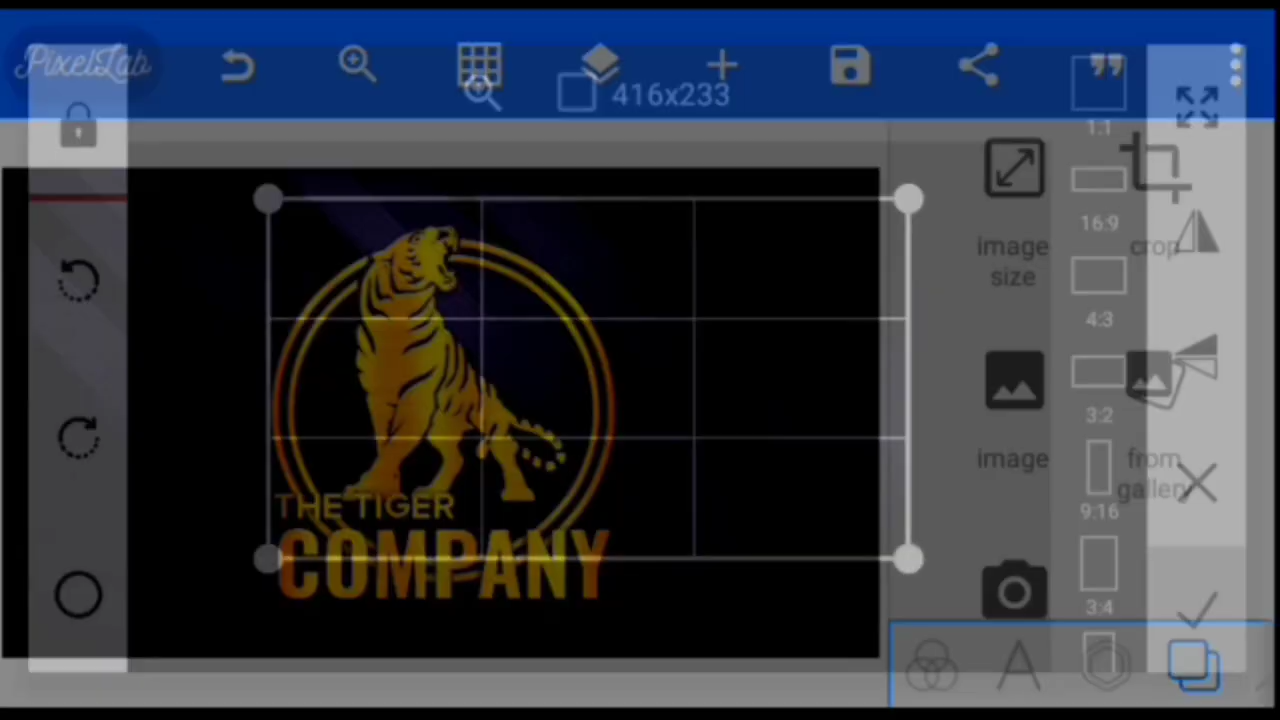 PixelLab
416x233
1:1
image
size
crop
16:9
4:3
3:2
image
from
gallery
9:16
3:4
THE TIGER
COMPANY